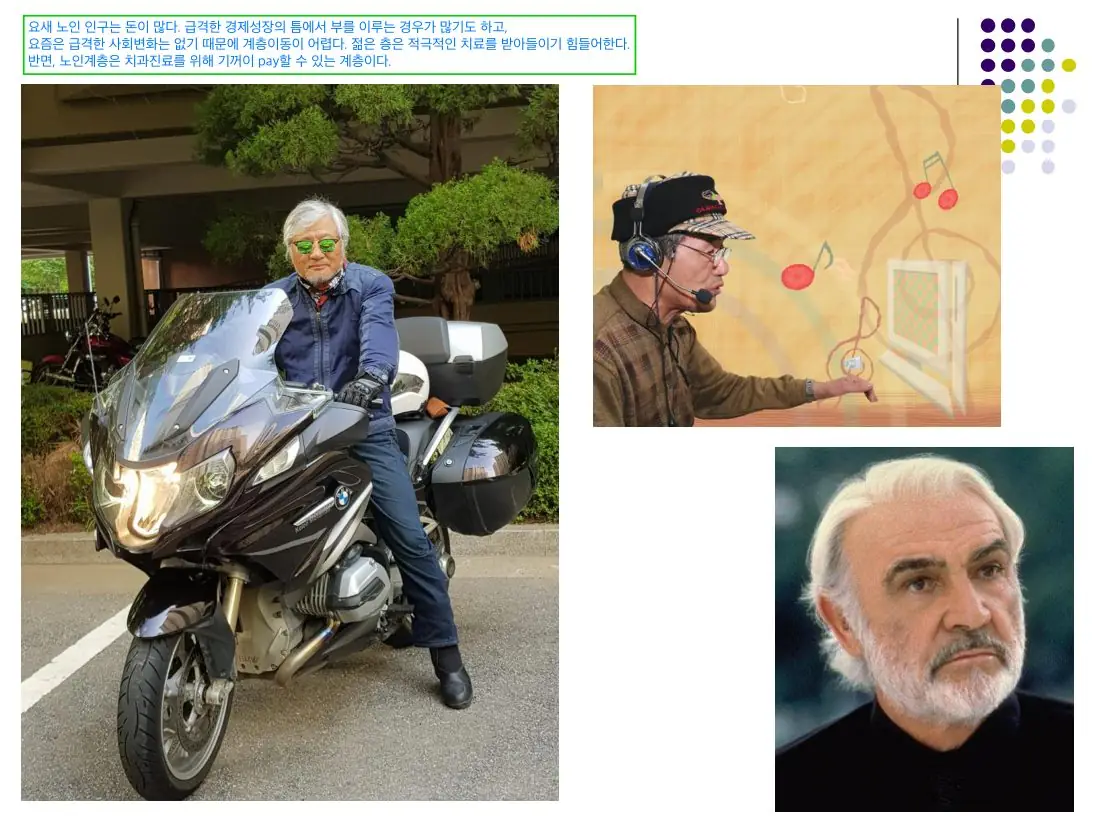 요새 노인 인구는 돈이 많다. 급격한 경제성장의 틈에서 부를 이루는 경우가 많기도 하고,
요즘은 급격한 사회변화는 없기 때문에 계층이동이 어렵다. 젊은 층은 적극적인 치료를 받아들이기 힘들어한다.
반면, 노인계층은 치과진료를 위해 기꺼이 pay할 수 있는 계층이다.